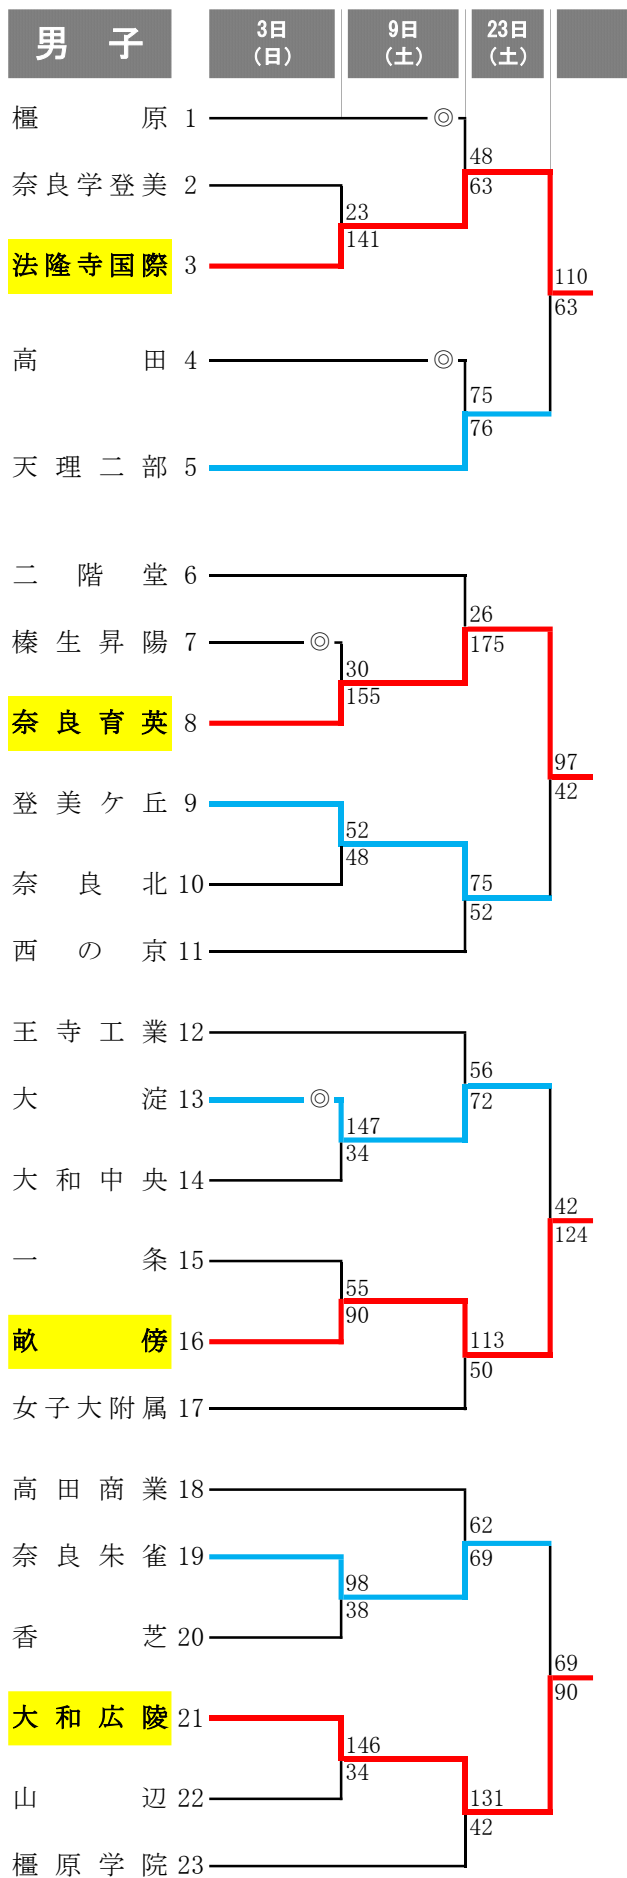 男 子 3日 9日 23日
(日) (土) (土)
橿 原 1 ◎
48
奈良学登美 2 63
23
141
法隆寺国際 3
110
63
高 田 4 ◎
75
76
天理二部 5
二階堂 6
26
榛生昇陽 7 ◎ 175
30
155
奈良育英 8
97
42
登美ケ丘 9
52
48
奈良北 10 75
52
西の京 11
王寺工業 12
56
大 淀 13 ◎ 72
147
34
大和中央 14
42
124
一 条 15
55
90
畝 傍 16 113
50
女子大附属 17
高田商業 18
62
奈良朱雀 19 69
98
38
香 芝 20
69
90
大和広陵 21
146
34
山 辺 22 131
42
橿原学院 23